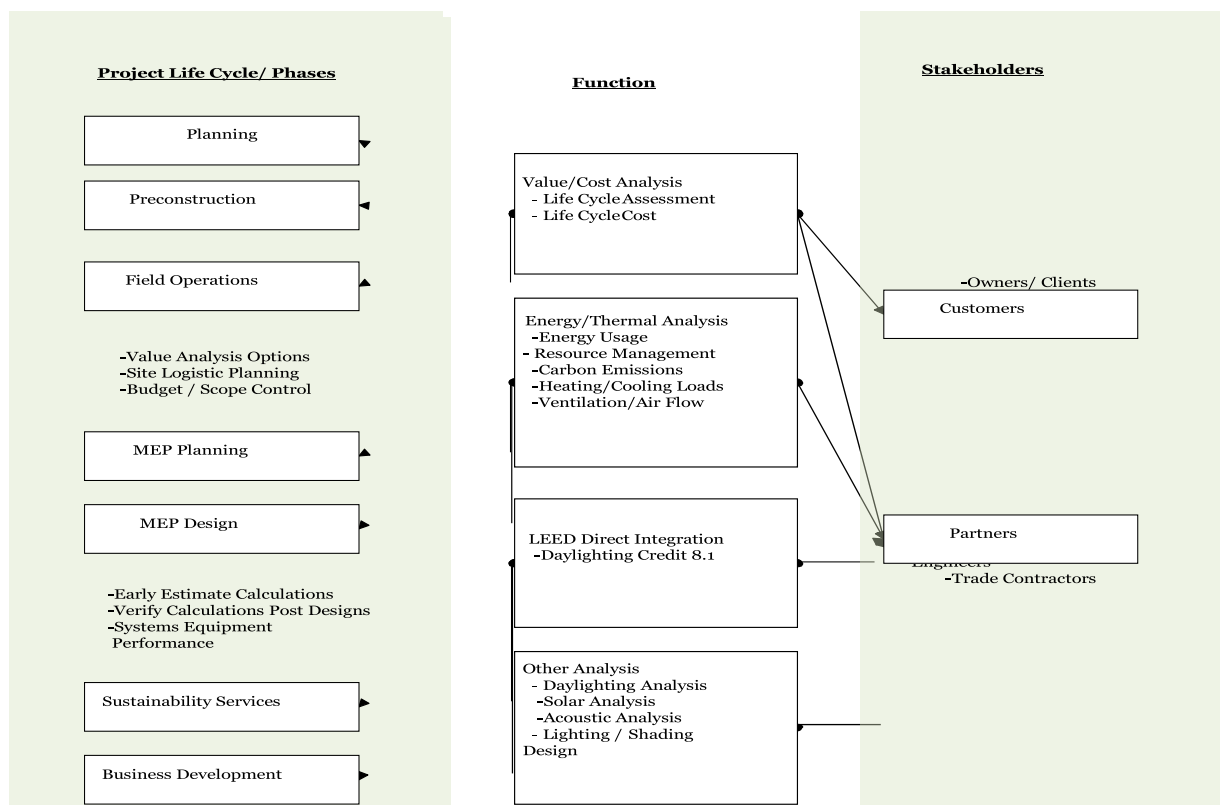 Project Life Cycle/ Phases
Planning
Preconstruction
Field Operations
-Value Analysis Options
-Site Logistic Planning
-Budget / Scope Control
MEP Planning
MEP Design
-Early Estimate Calculations
-Verify Calculations Post Designs
-Systems Equipment
Performance
Sustainability Services
Business Development
Function
Value/Cost Analysis
- Life Cycle Assessment
- Life Cycle Cost
Energy/Thermal Analysis
-Energy Usage
- Resource Management
-Carbon Emissions
-Heating/Cooling Loads
-Ventilation/Air Flow
LEED Direct Integration
-Daylighting Credit 8.1
Other Analysis
- Daylighting Analysis
-Solar Analysis
-Acoustic Analysis
- Lighting / Shading
Design
Stakeholders
-Owners/ Clients
Customers
Partners
Engineers
-Trade Contractors